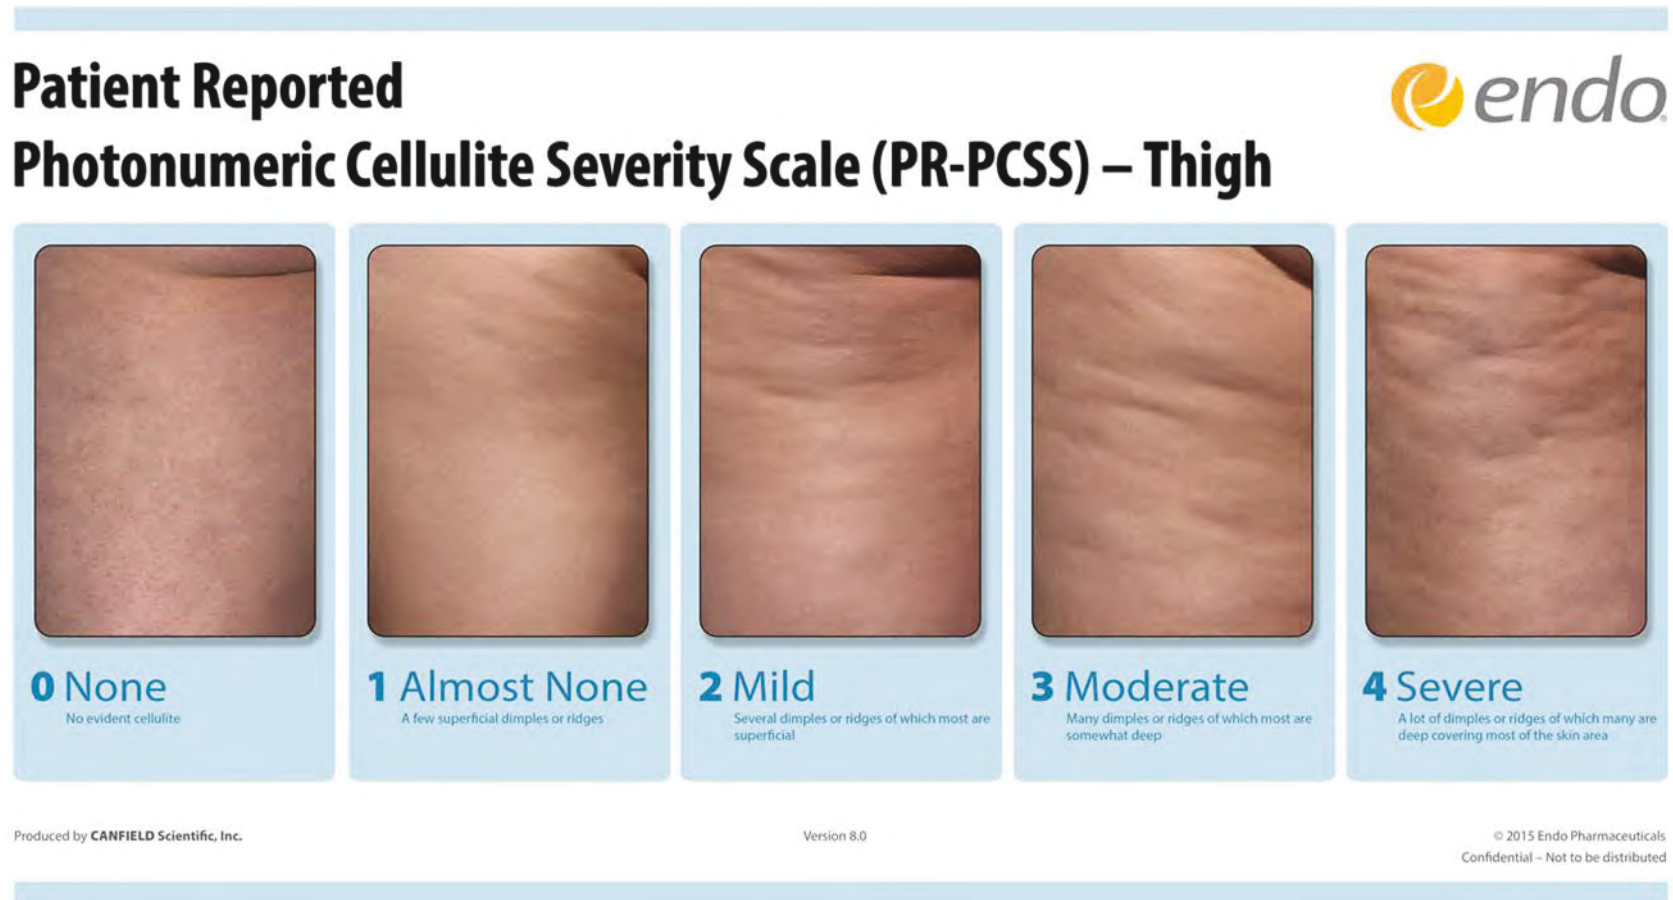 Patient Reported
endo
Photonumeric Cellulite Severity Scale (PR-PCSS) – Thigh
0 None
No evident cellulite
1 Almost None
A few superficial dimples or ridges
2 Mild
Several dimples or ridges of which most are
superficial
3 Moderate
Many dimples or ridges of which most are
somewhat deep
4 Severe
A lot of dimples or ridges of which many are
deep covering most of the skin area
Produced by CANFIELD Scientific, Inc.
Version 8.0
© 2015 Endo Pharmaceuticals
Confidential – Not to be distributed